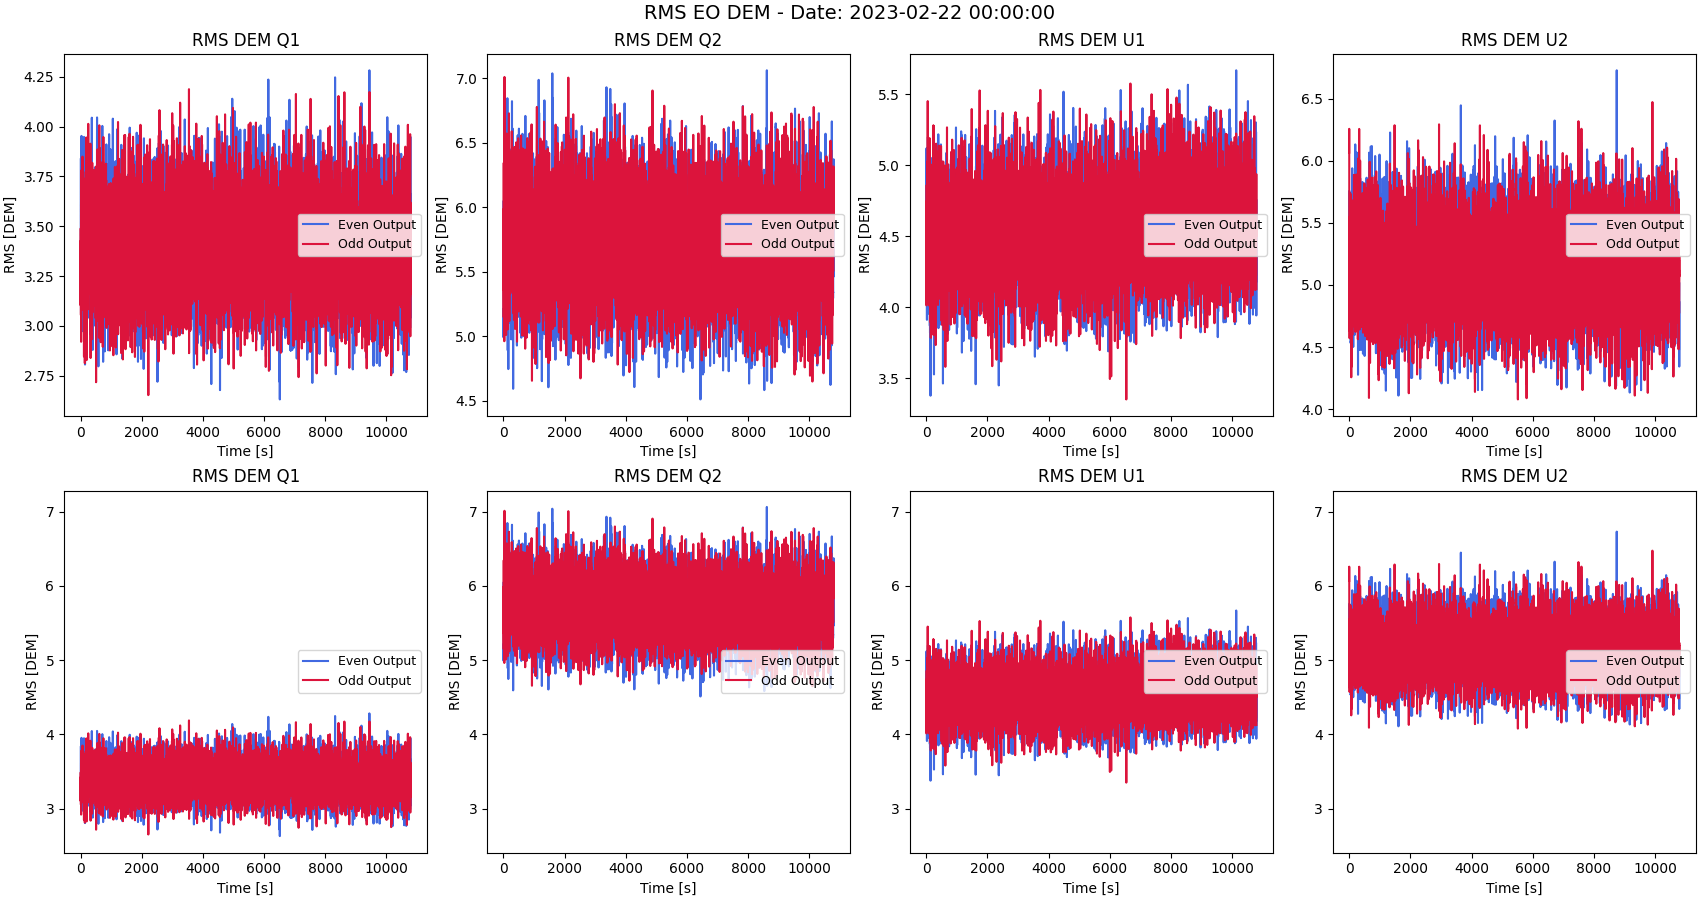 RMS EO DEM - Date: 2023-02-22 00:00:00
RMS DEM Q1
RMS [DEM]
4.25
4.00
3.75
3.50
3.25
3.00
2.75
Even Output
Odd Output
0 2000 4000 6000 8000 10000
Time [s]
RMS DEM Q2
RMS [DEM]
7.0
6.5
6.0
5.5
5.0
4.5
Even Output
Odd Output
0 2000 4000 6000 8000 10000
Time [s]
RMS DEM U1
RMS [DEM]
5.5
5.0
4.5
4.0
3.5
Even Output
Odd Output
0 2000 4000 6000 8000 10000
Time [s]
RMS DEM U2
RMS [DEM]
6.5
6.0
5.5
5.0
4.5
4.0
Even Output
Odd Output
0 2000 4000 6000 8000 10000
Time [s]
RMS DEM Q1
RMS [DEM]
7
6
5
4
3
Even Output
Odd Output
0 2000 4000 6000 8000 10000
Time [s]
RMS DEM Q2
RMS [DEM]
7
6
5
4
3
Even Output
Odd Output
0 2000 4000 6000 8000 10000
Time [s]
RMS DEM U1
RMS [DEM]
7
6
5
4
3
Even Output
Odd Output
0 2000 4000 6000 8000 10000
Time [s]
RMS DEM U2
RMS [DEM]
7
6
5
4
3
Even Output
Odd Output
0 2000 4000 6000 8000 10000
Time [s]